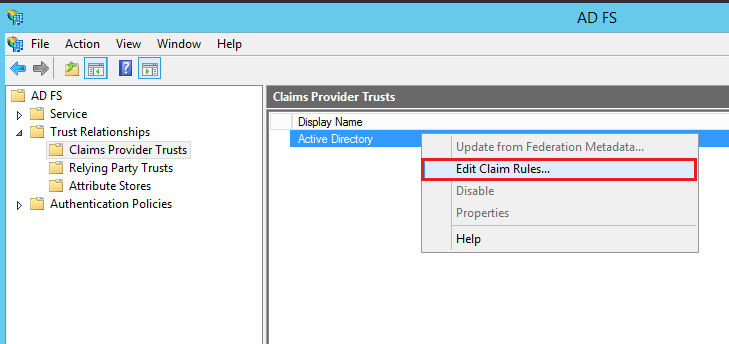 AD FS
File Action View Window Help
AD FS
Service
Trust Relationships
Claims Provider Trusts
Relying Party Trusts
Attribute Stores
Authentication Policies
Claims Provider Trusts
Display Name
Active Directory
Update from Federation Metadata...
Edit Claim Rules...
Disable
Properties
Help